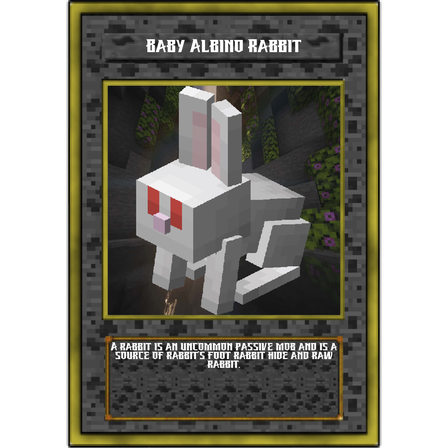 BABY ALBINO RABBIT
A RABBIT IS AN UNCOMMON PASSIVE MOB AND IS A
SOURCE OF RABBIT'S FOOT RABBIT HIDE AND RAW
RABBIT.